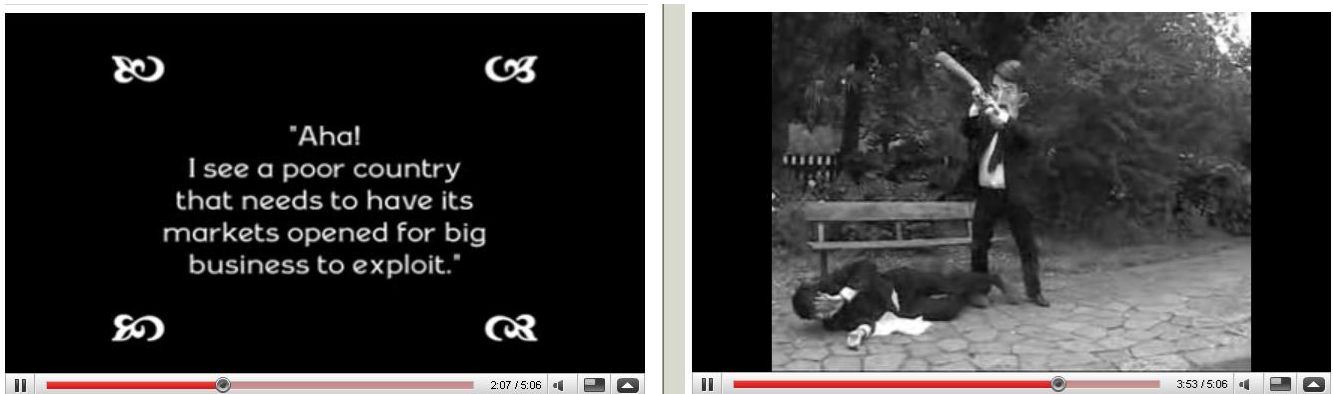 "Aha!
I see a poor country
that needs to have its
markets opened for big
business to exploit."
2:07 / 5:06
3:53 / 5:06